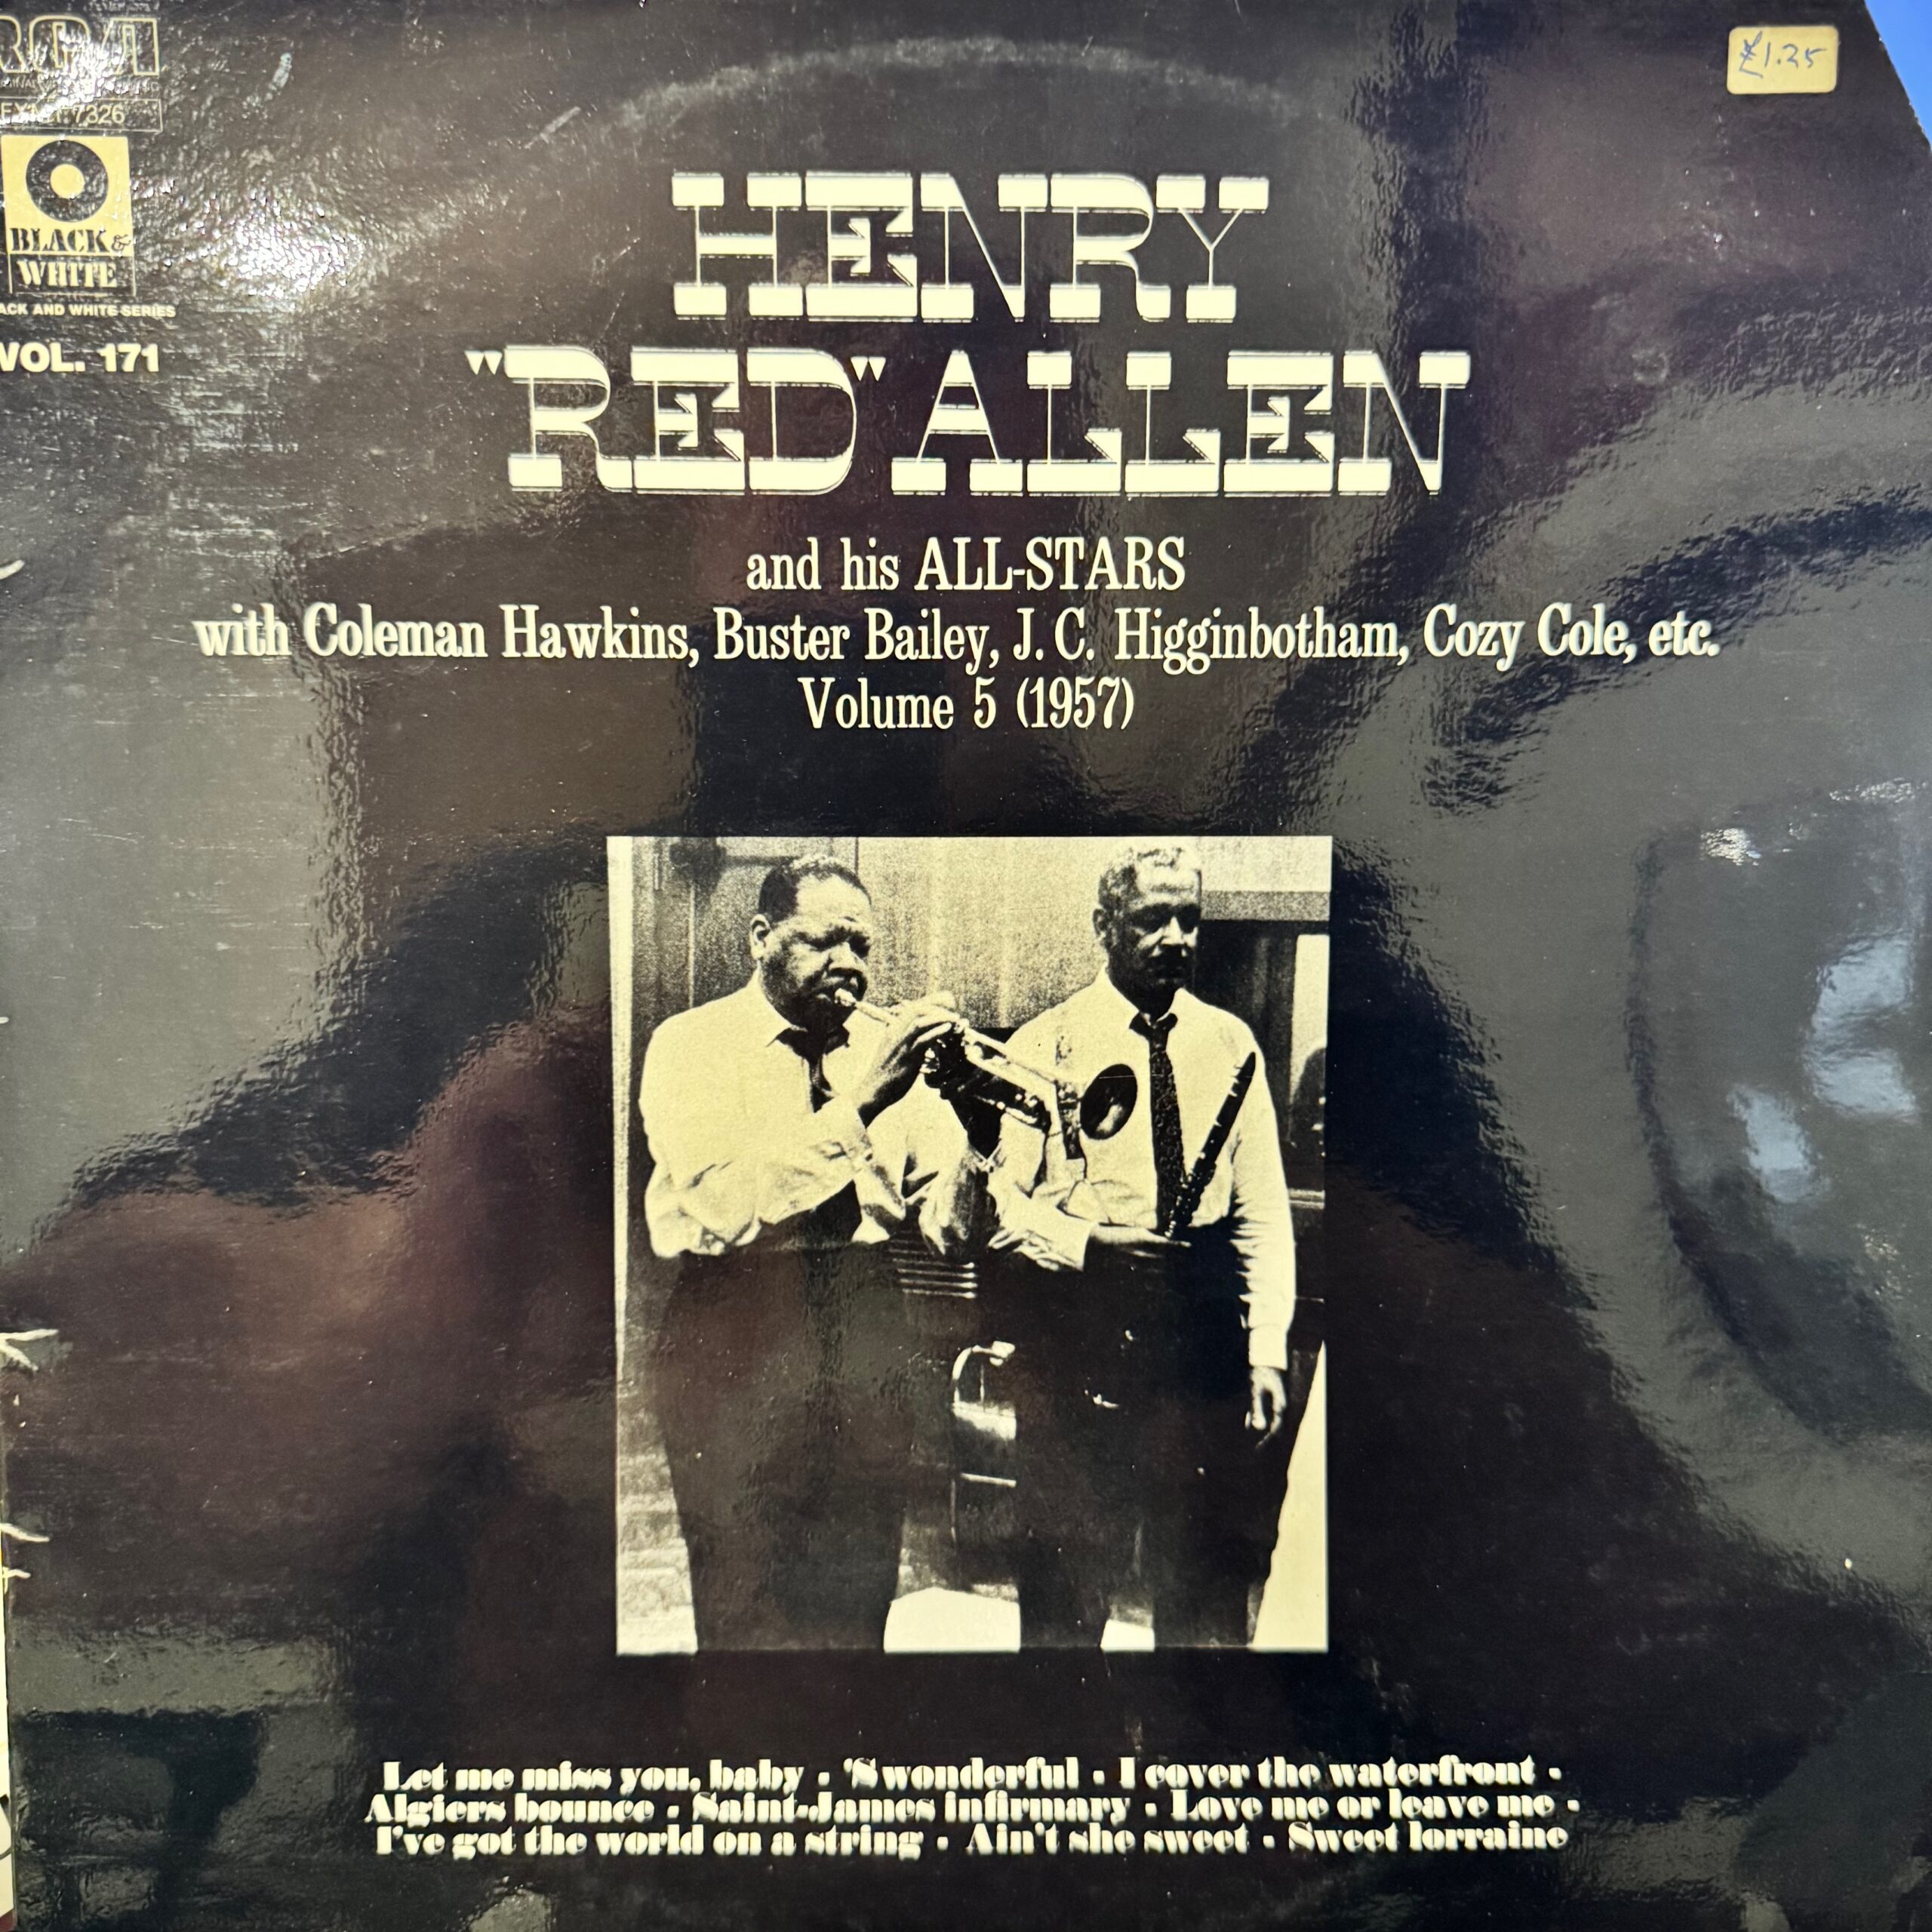 RCA
7326
£1.25
BLACK &
WHITE
ACK AND WHITE SERIES
VOL. 171
HENRY
"RED" ALLEN
and his ALL-STARS
with Coleman Hawkins, Buster Bailey, J. C. Higginbotham, Cozy Cole, etc.
Volume 5 (1957)
Let me miss you, baby • 'S wonderful • I cover the waterfront •
Algiers bounce • Saint-James infirmary • Love me or leave me •
I've got the world on a string • Ain't she sweet • Sweet lorraine